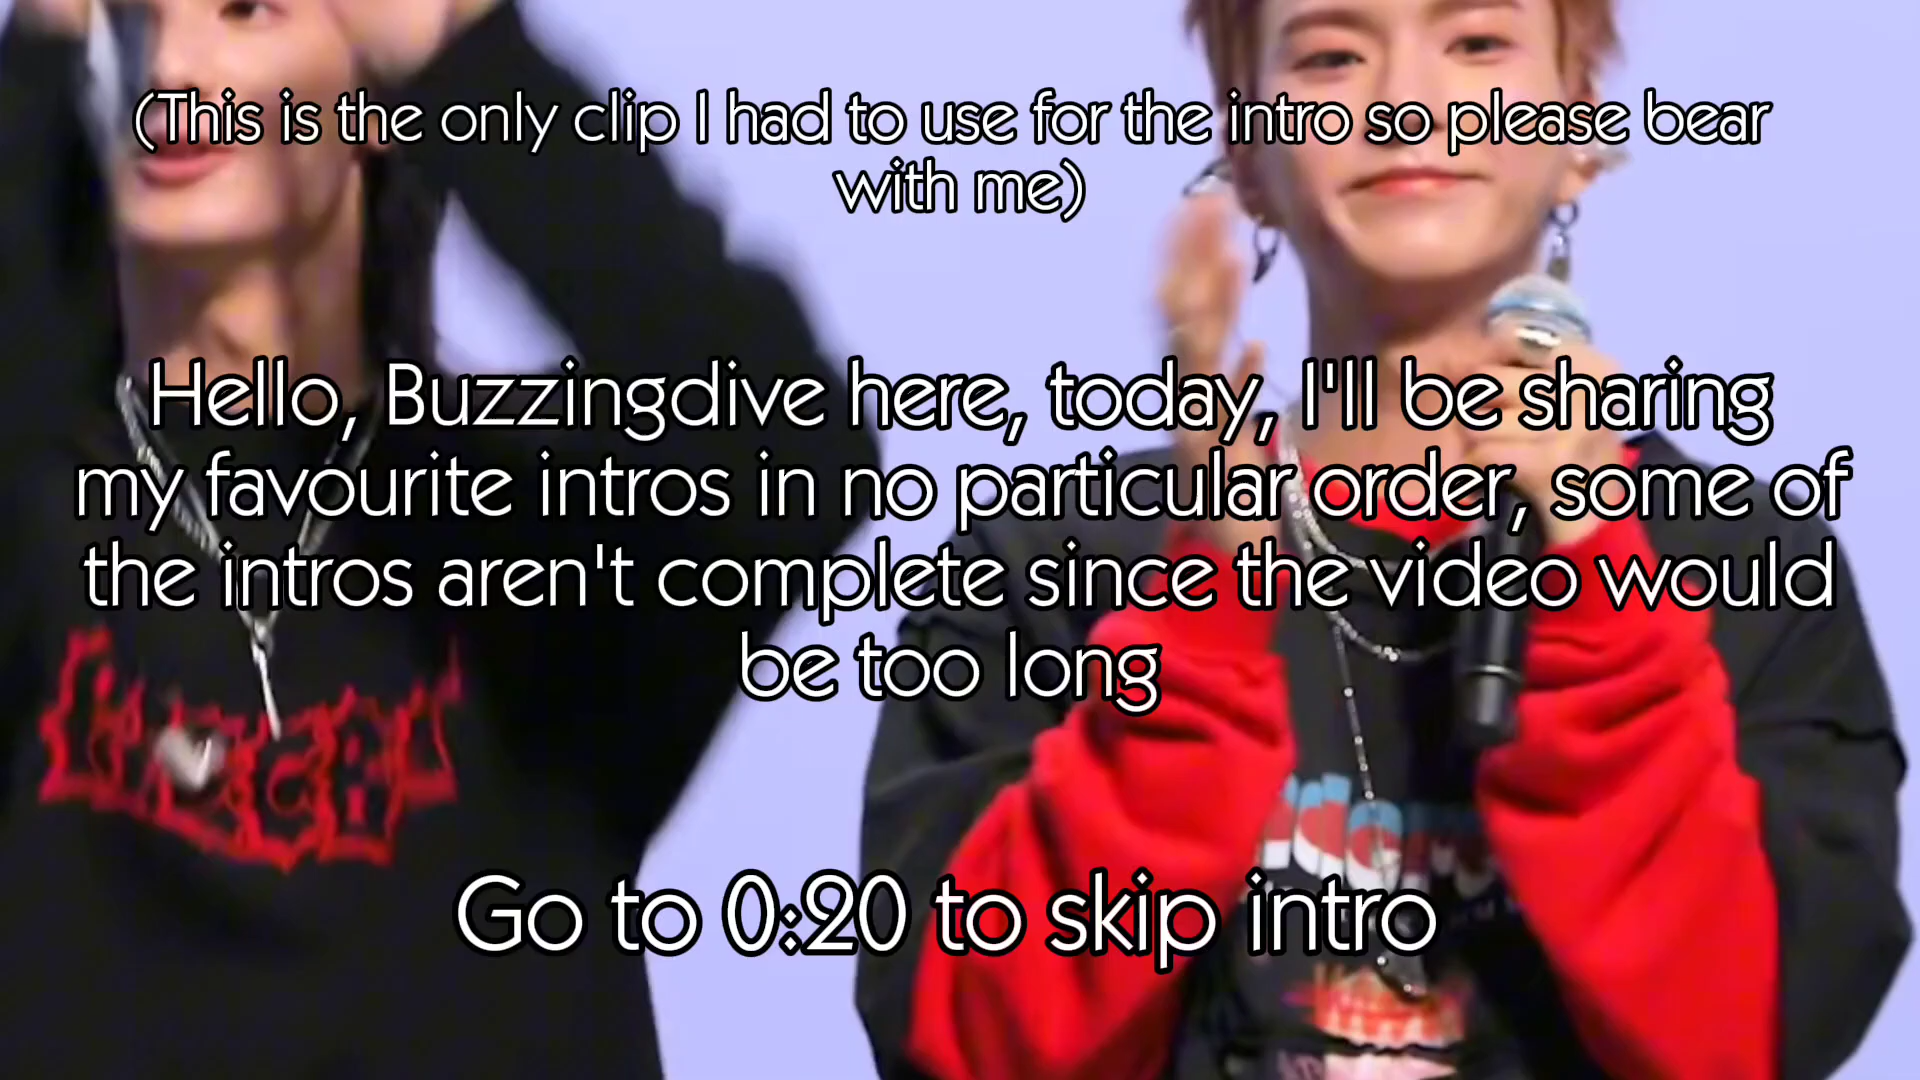 (This is the only clip I had to use for the intro so please bear
with me)
Hello, Buzzingdive here, today, I'll be sharing
my favourite intros in no particular order, some of
the intros aren't complete since the video would
be too long
Go to 0:20 to skip intro